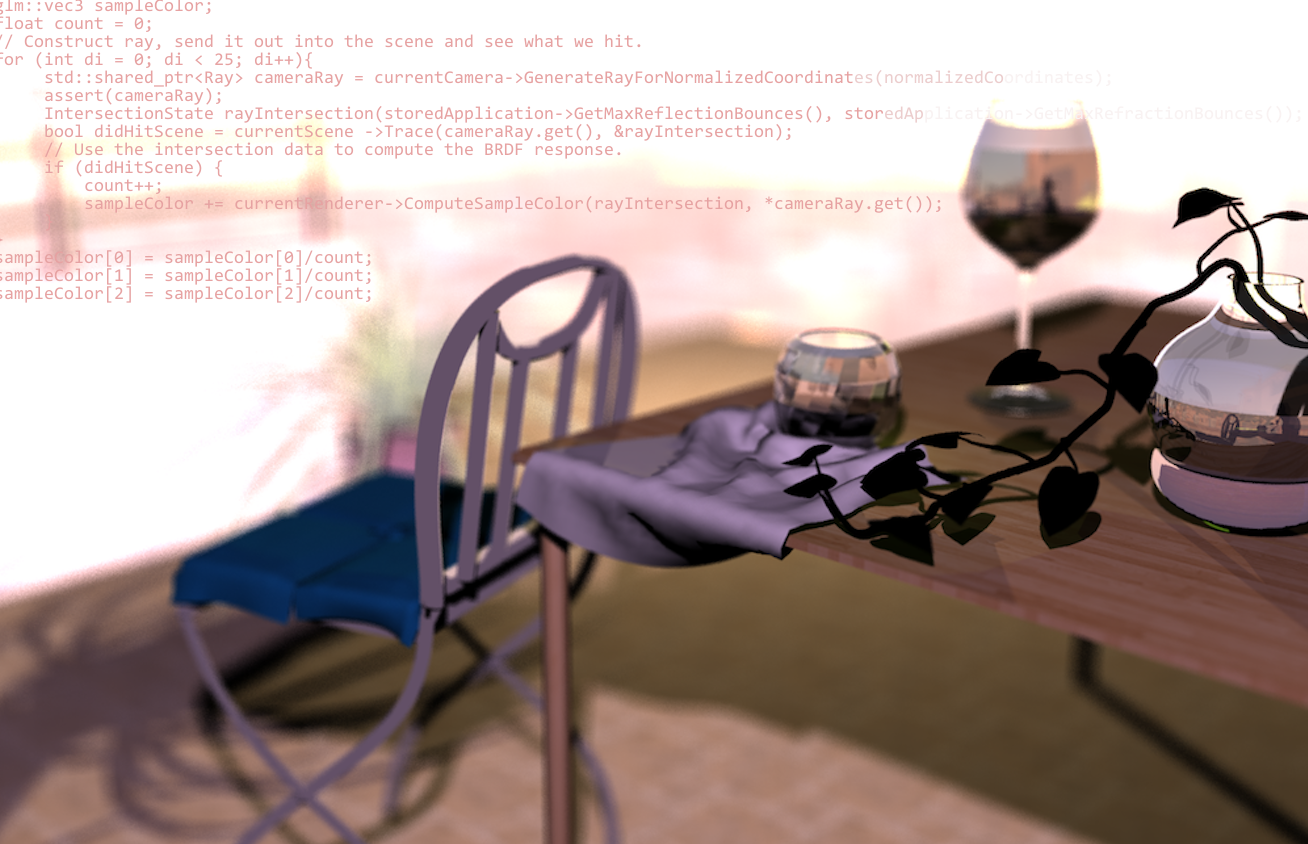 glm::vec3 sampleColor;
float count = 0;
// Construct ray, send it out into the scene and see what we hit.
for (int di = 0; di < 25; di++){
std::shared_ptr<Ray> cameraRay = currentCamera->GenerateRayForNormalizedCoordinates(normalizedCoordinates);
assert(cameraRay);
IntersectionState rayIntersection(storedApplication->GetMaxReflectionBounces(), storedApplication->GetMaxRefractionBounces());
bool didHitScene = currentScene ->Trace(cameraRay.get(), &rayIntersection);
// Use the intersection data to compute the BRDF response.
if (didHitScene) {
count++;
sampleColor += currentRenderer->ComputeSampleColor(rayIntersection, *cameraRay.get());
sampleColor[0] = sampleColor[0]/count;
sampleColor[1] = sampleColor[1]/count;
sampleColor[2] = sampleColor[2]/count;